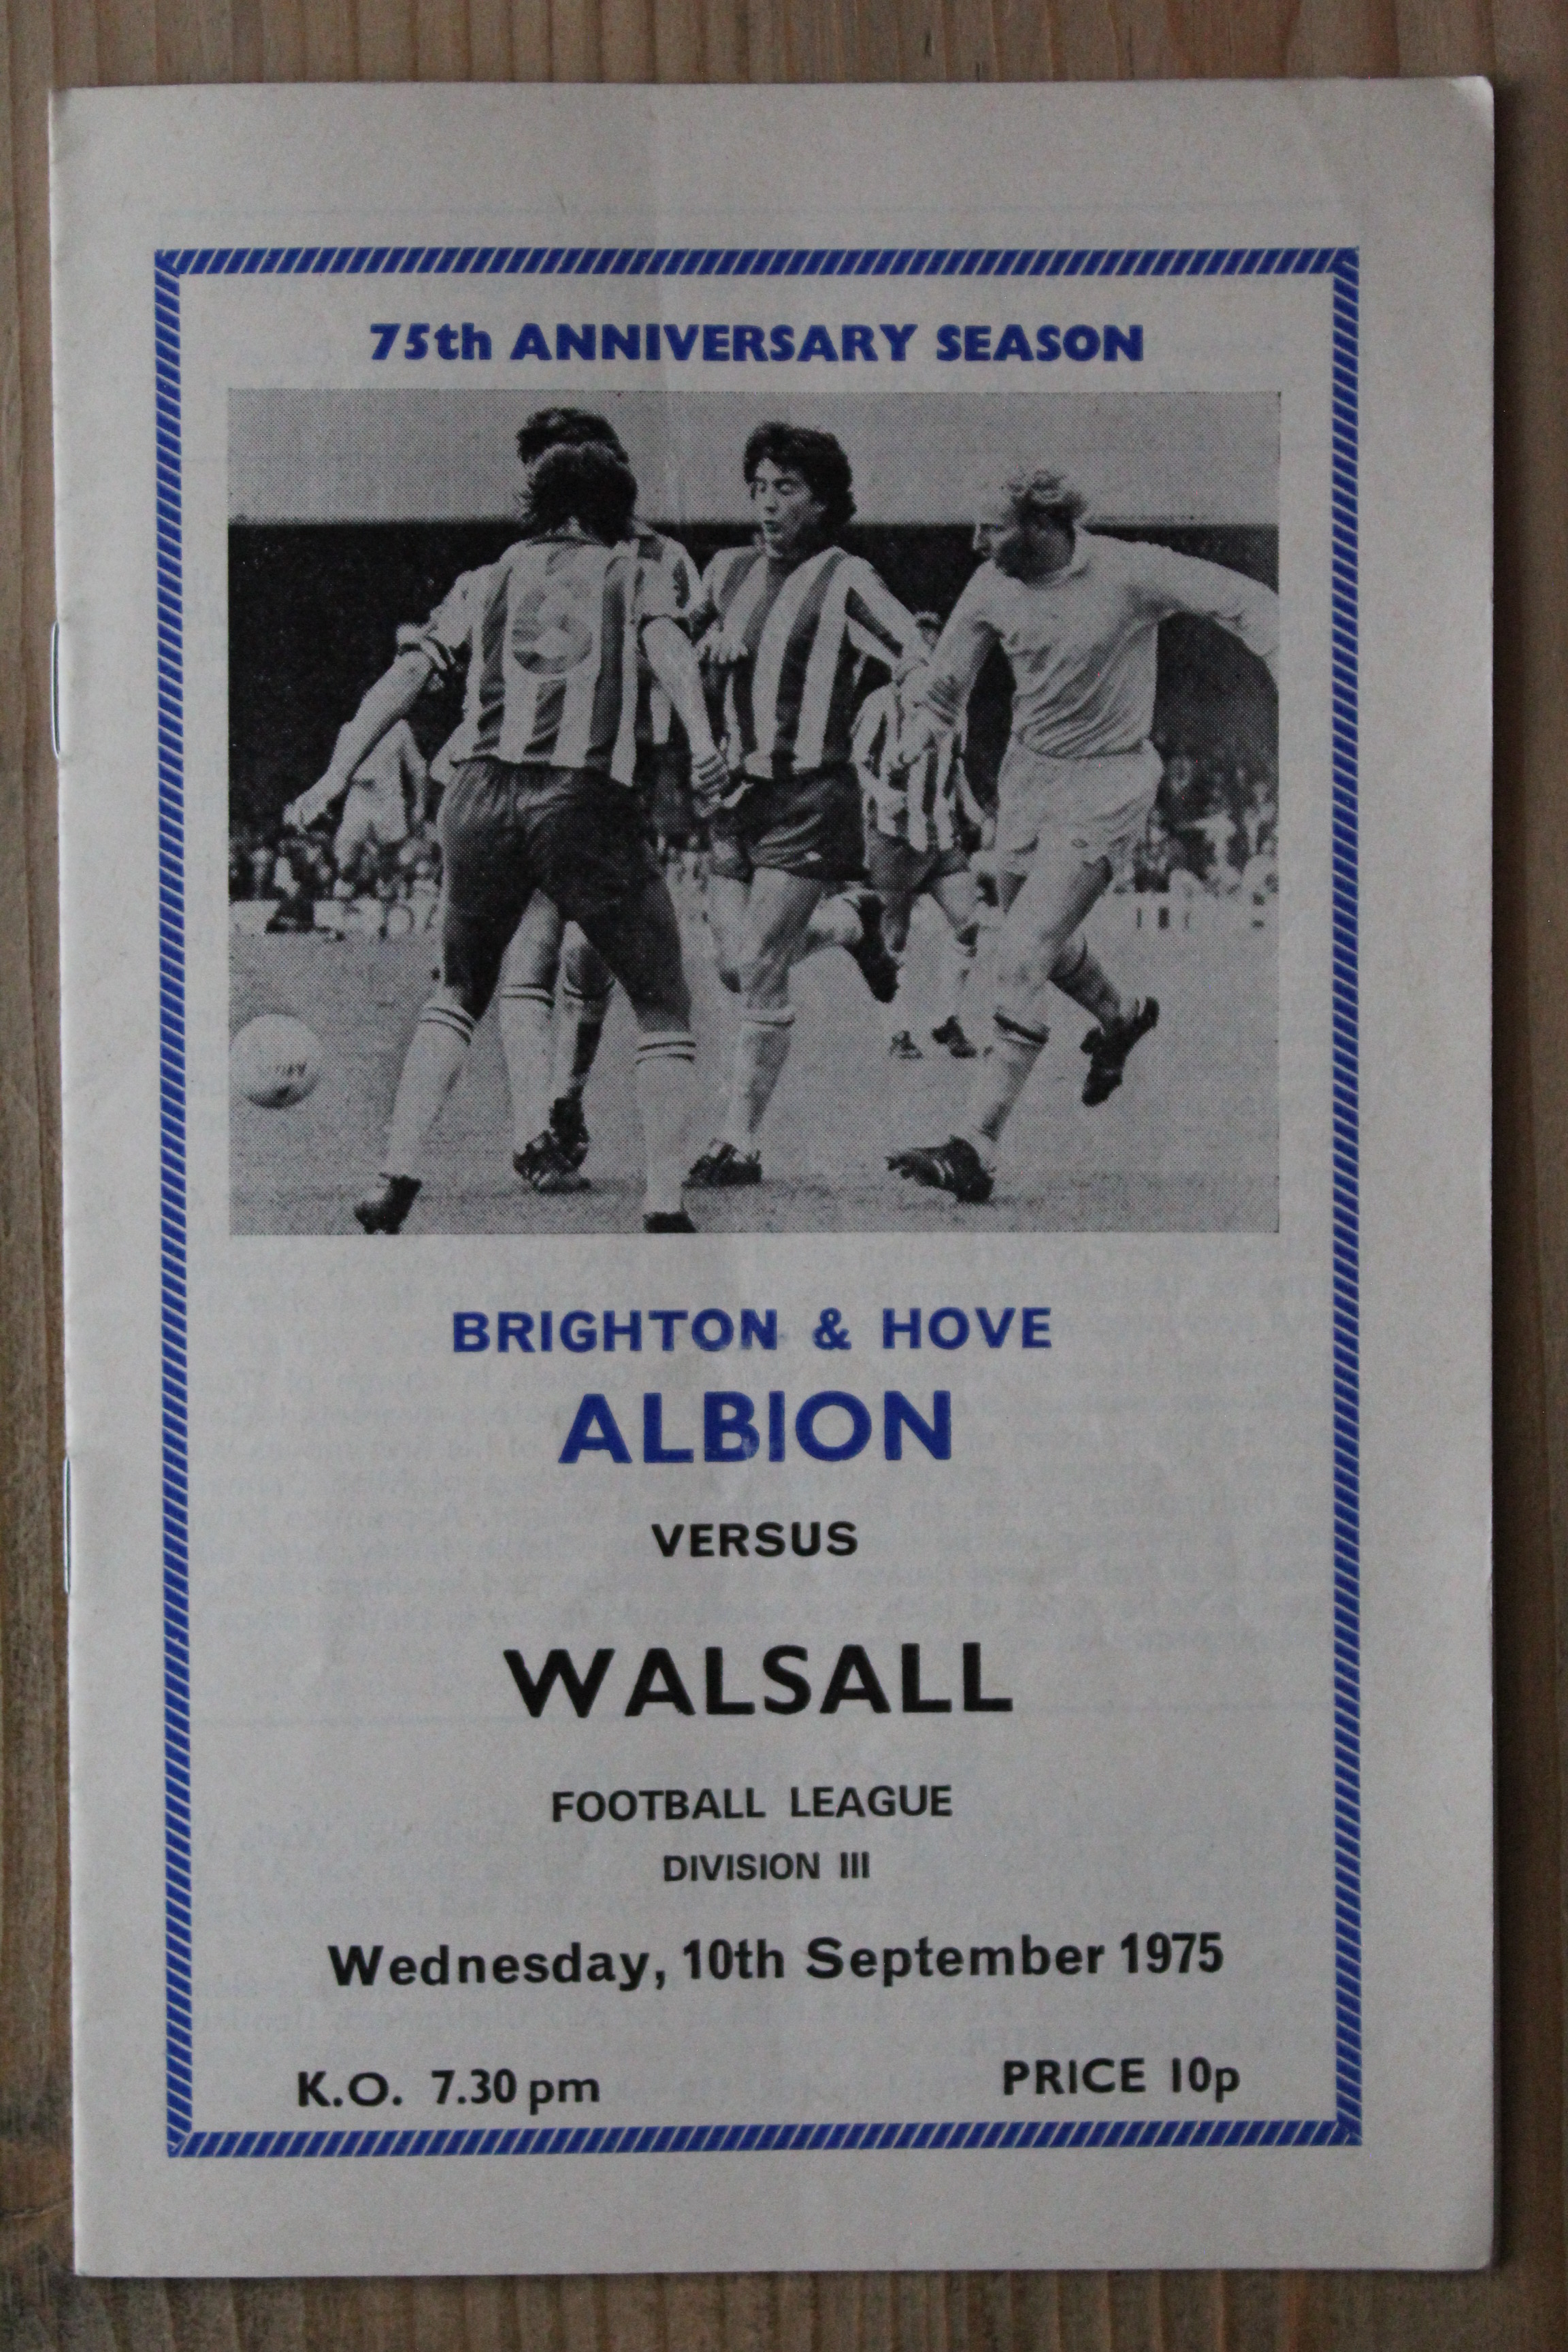 75th ANNIVERSARY SEASON
BRIGHTON & HOVE
ALBION
VERSUS
WALSALL
FOOTBALL LEAGUE
DIVISION III
Wednesday, 10th September 1975
K.O. 7.30 pm PRICE 10p